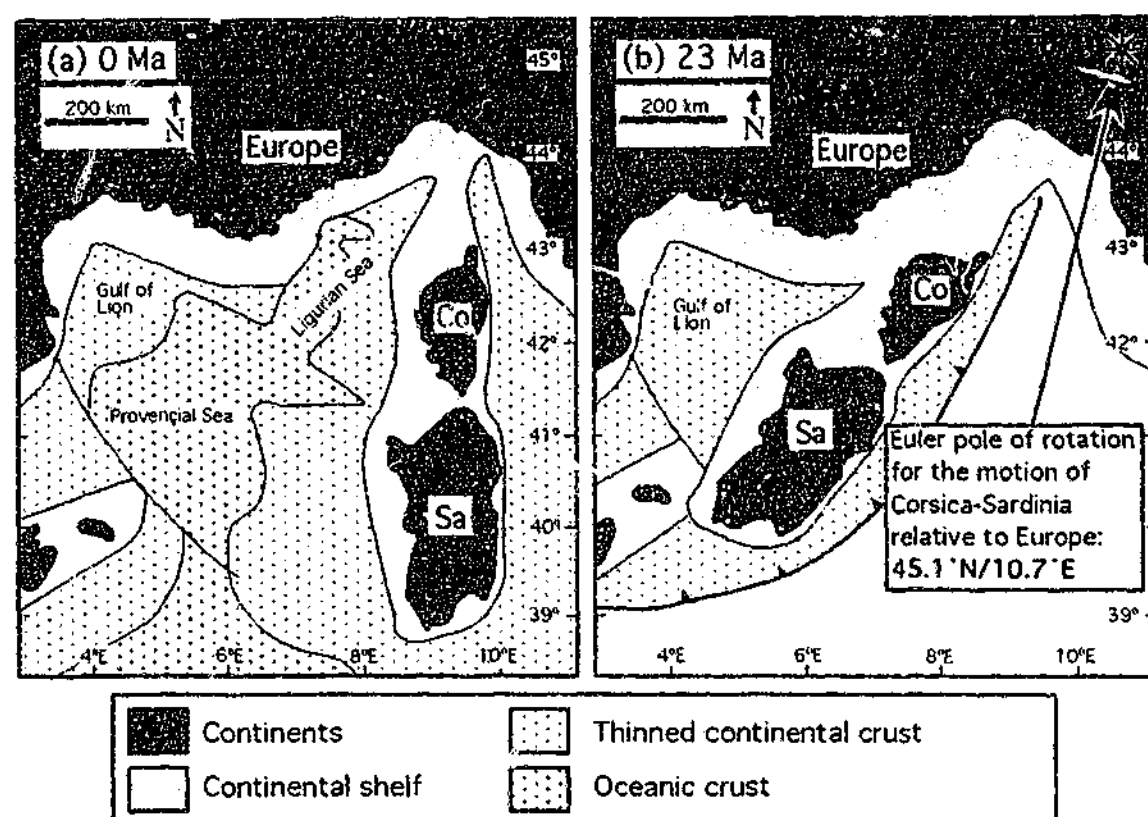 (a) 0 Ma
200 km
N
Europe
45°
44°
43°
42°
41°
40°
39°
Gulf of
Lion
Ligurian Sea
Provençial Sea
Co
Sa
4°E
6°E
8°E
10°E
(b) 23 Ma
200 km
N
Europe
44°
43°
42°
39°
Gulf of
Lion
Co
Sa
Euler pole of rotation
for the motion of
Corsica-Sardinia
relative to Europe:
45.1°N/10.7°E
4°E
6°E
8°E
10°E
Continents
Thinned continental crust
Continental shelf
Oceanic crust